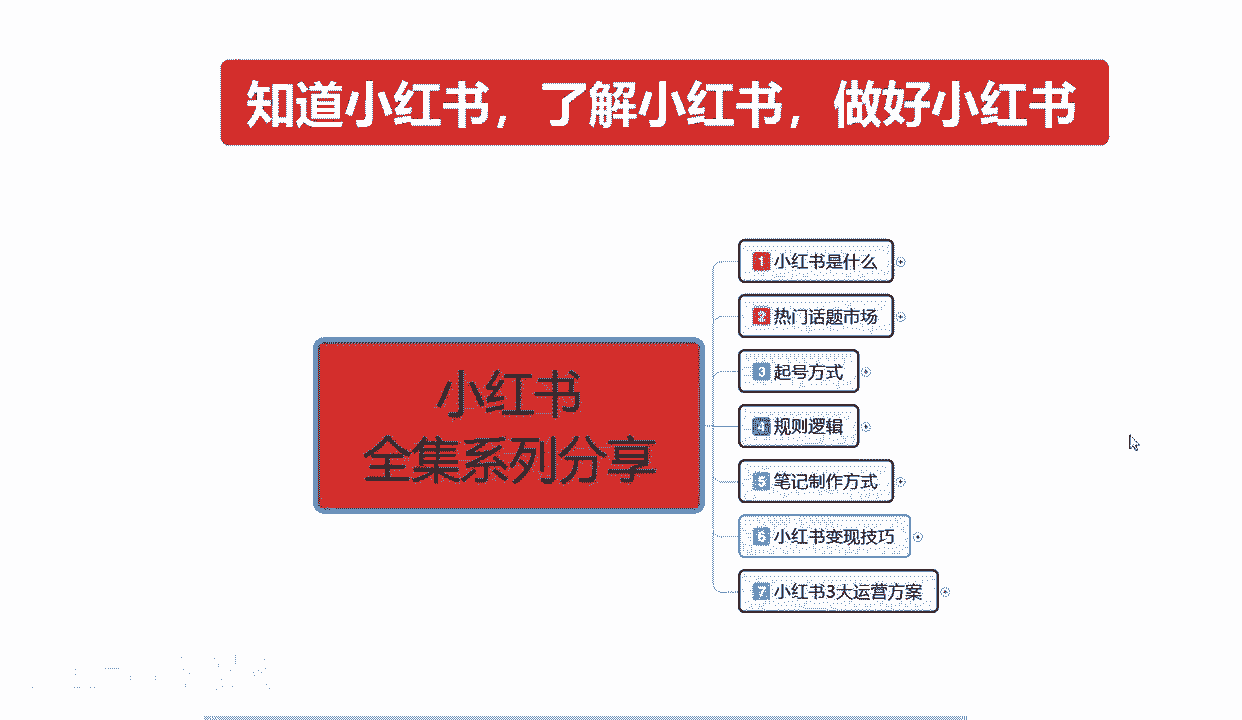 知道小红书，了解小红书，做好小红书
小红书
全集系列分享
1 小红书是什么
2 热门话题市场
3 起号方式
4 规则逻辑
5 笔记制作方式
6 小红书变现技巧
7 小红书3大运营方案